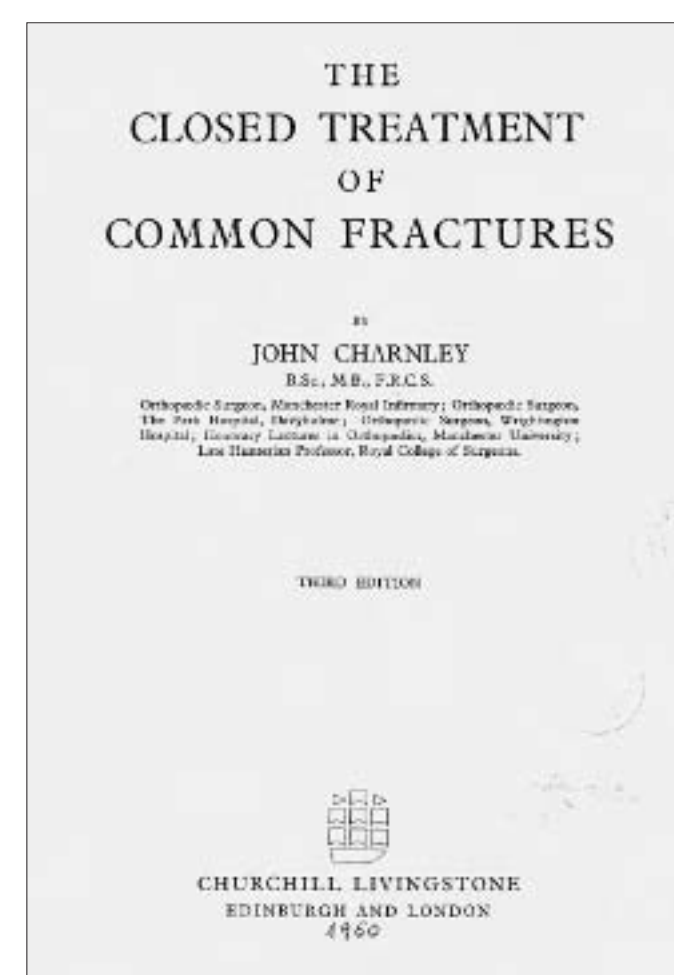 THE
CLOSED TREATMENT
OF
COMMON FRACTURES
BY
JOHN CHARNLEY
B.Sc., M.B., F.R.C.S.
Orthopaedic Surgeon, Manchester Royal Infirmary; Orthopaedic Surgeon,
The Park Hospital, Davyhulme; Orthopaedic Surgeon, Wrightington
Hospital; Honorary Lecturer in Orthopaedics, Manchester University;
Late Hunterian Professor, Royal College of Surgeons.
THIRD EDITION
CHURCHILL LIVINGSTONE
EDINBURGH AND LONDON
1960